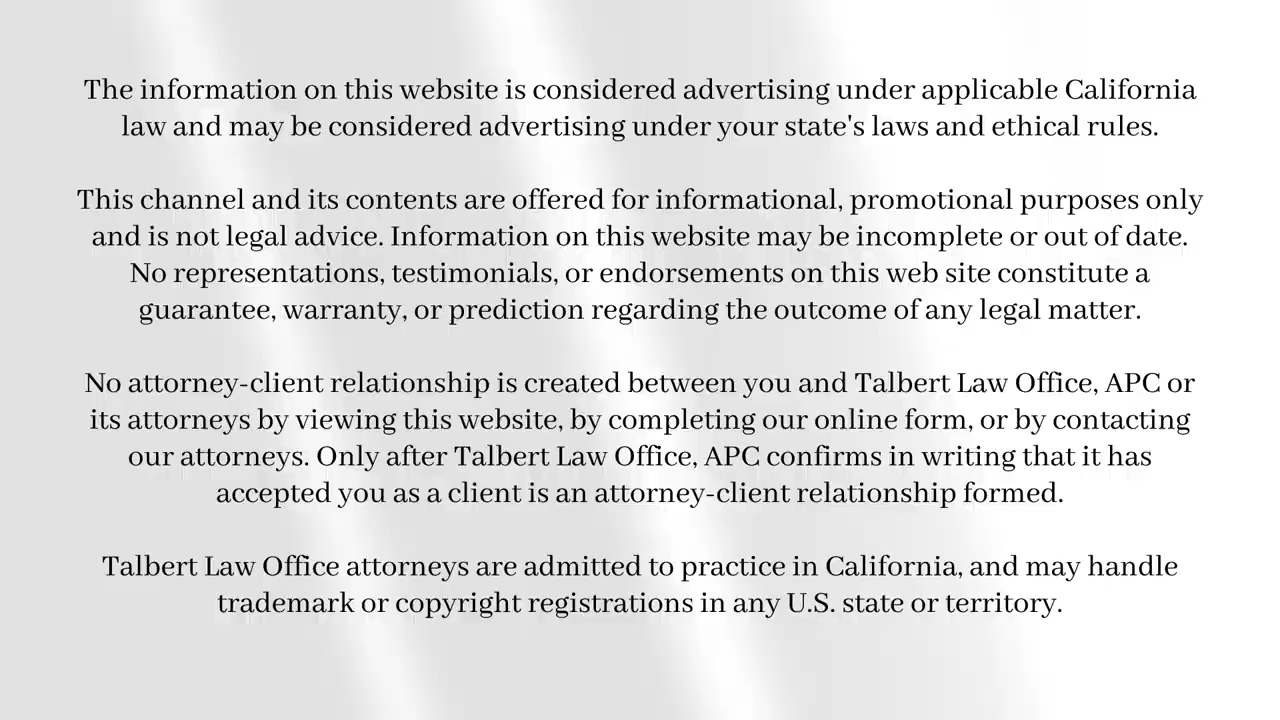 The information on this website is considered advertising under applicable California
law and may be considered advertising under your state's laws and ethical rules.
This channel and its contents are offered for informational, promotional purposes only
and is not legal advice. Information on this website may be incomplete or out of date.
No representations, testimonials, or endorsements on this web site constitute a
guarantee, warranty, or prediction regarding the outcome of any legal matter.
No attorney-client relationship is created between you and Talbert Law Office, APC or
its attorneys by viewing this website, by completing our online form, or by contacting
our attorneys. Only after Talbert Law Office, APC confirms in writing that it has
accepted you as a client is an attorney-client relationship formed.
Talbert Law Office attorneys are admitted to practice in California, and may handle
trademark or copyright registrations in any U.S. state or territory.